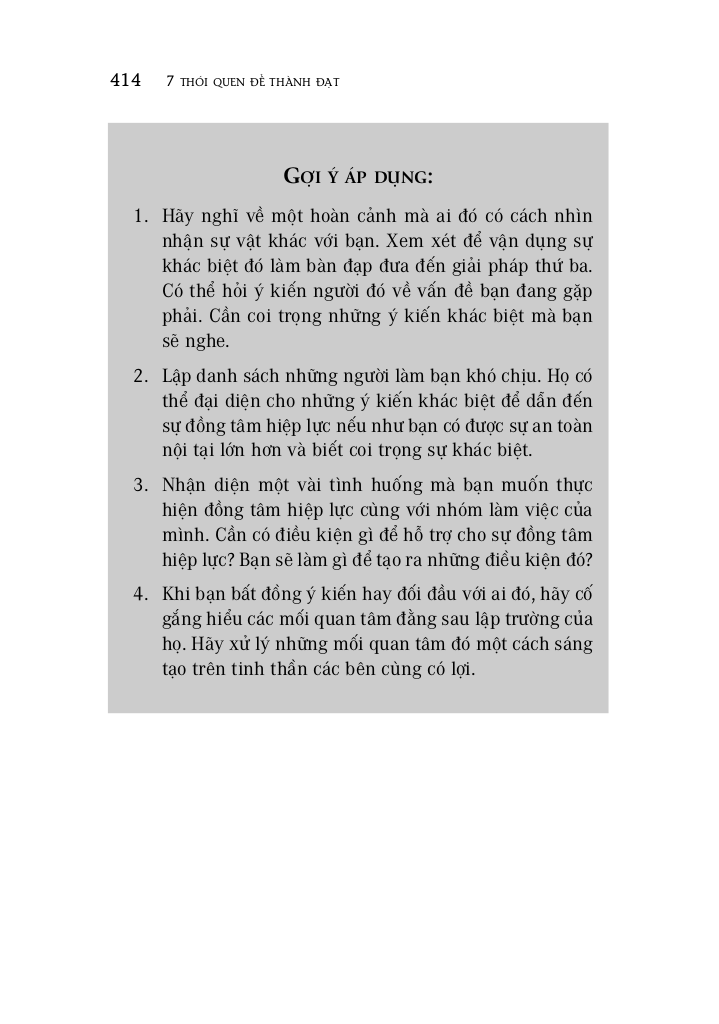 414 7 THÓI QUEN ĐỂ THÀNH ĐẠT
GỢI Ý ÁP DỤNG:
1. Hãy nghĩ về một hoàn cảnh mà ai đó có cách nhìn
nhận sự vật khác với bạn. Xem xét để vận dụng sự
khác biệt đó làm bàn đạp đưa đến giải pháp thứ ba.
Có thể hỏi ý kiến người đó về vấn đề bạn đang gặp
phải. Cần coi trọng những ý kiến khác biệt mà bạn
sẽ nghe.
2. Lập danh sách những người làm bạn khó chịu. Họ có
thể đại diện cho những ý kiến khác biệt để dẫn đến
sự đồng tâm hiệp lực nếu như bạn có được sự an toàn
nội tại lớn hơn và biết coi trọng sự khác biệt.
3. Nhận diện một vài tình huống mà bạn muốn thực
hiện đồng tâm hiệp lực cùng với nhóm làm việc của
mình. Cần có điều kiện gì để hỗ trợ cho sự đồng tâm
hiệp lực? Bạn sẽ làm gì để tạo ra những điều kiện đó?
4. Khi bạn bất đồng ý kiến hay đối đầu với ai đó, hãy cố
gắng hiểu các mối quan tâm đằng sau lập trường của
họ. Hãy xử lý những mối quan tâm đó một cách sáng
tạo trên tinh thần các bên cùng có lợi.